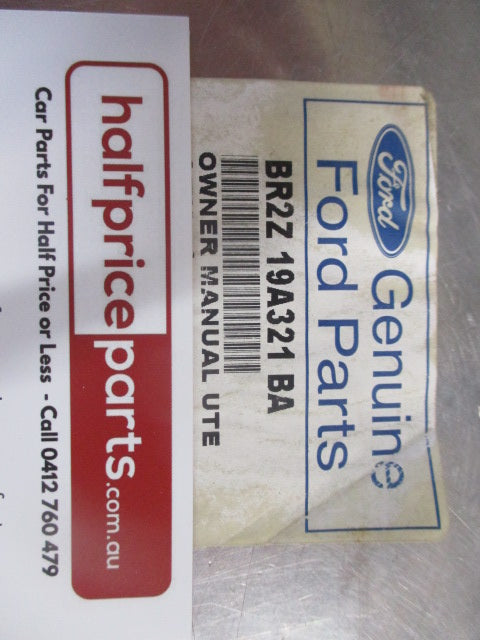 Ford
Genuine
Ford Parts
BR2Z 19A321 BA
OWNER MANUAL UTE
halfpriceparts.com.au
Car Parts For Half Price or Less - Call 0412 760 479